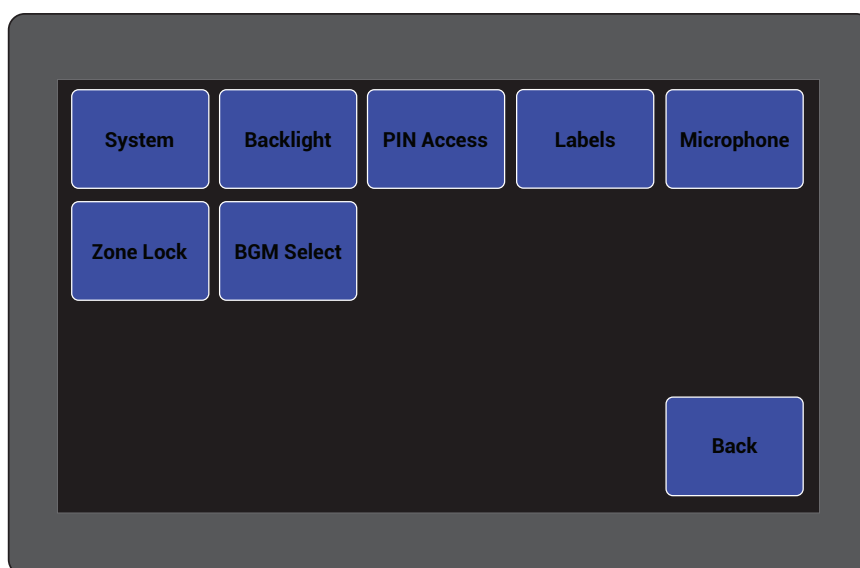 System
Backlight
PIN Access
Labels
Microphone
Zone Lock
BGM Select
Back